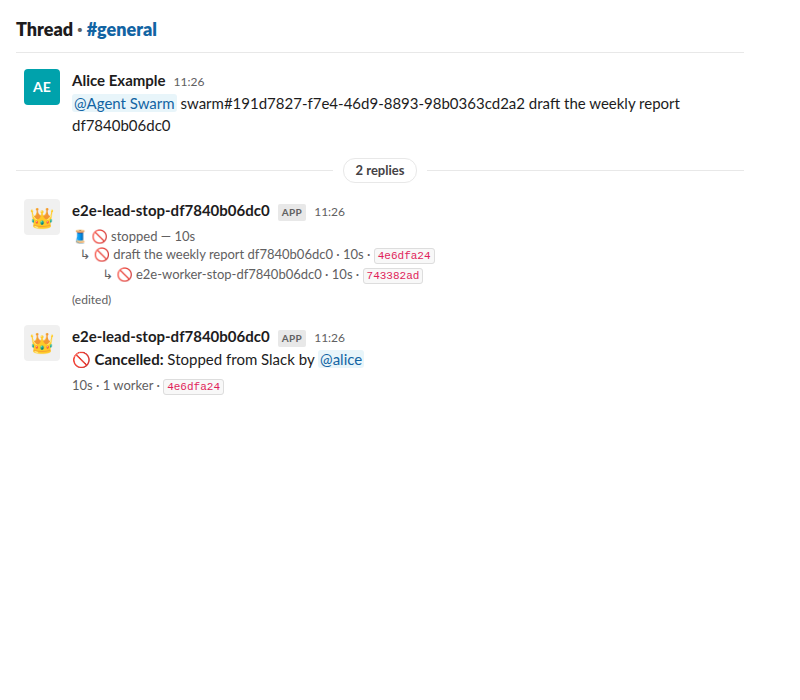 Thread • #general
AE
Alice Example 11:26
@Agent Swarm swarm#191d7827-f7e4-46d9-8893-98b0363cd2a2 draft the weekly report
df7840b06dc0
2 replies
e2e-lead-stop-df7840b06dc0 APP 11:26
🧵 🚫 stopped — 10s
↳ 🚫 draft the weekly report df7840b06dc0 · 10s · 4e6dfa24
↳ 🚫 e2e-worker-stop-df7840b06dc0 · 10s · 743382ad
(edited)
e2e-lead-stop-df7840b06dc0 APP 11:26
🚫 Cancelled: Stopped from Slack by @alice
10s · 1 worker · 4e6dfa24